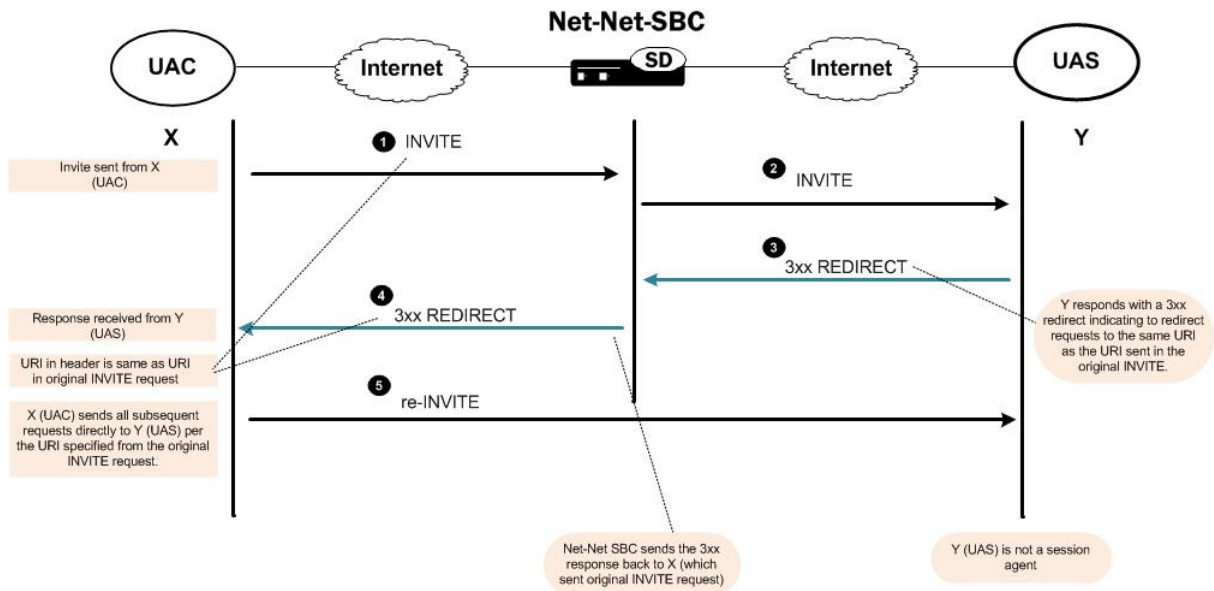 Net-Net-SBC
UAC
Internet
SD
Internet
UAS
X
Y
1 INVITE
Invite sent from X
(UAC)
2
INVITE
3
3xx REDIRECT
4
3xx REDIRECT
Response received from Y
(UAS)
Y responds with a 3xx
redirect indicating to redirect
requests to the same URI
as the URI sent in the
original INVITE.
URI in header is same as URI
in original INVITE request
5
re-INVITE
X (UAC) sends all subsequent
requests directly to Y (UAS) per
the URI specified from the original
INVITE request.
Net-Net SBC sends the 3xx
response back to X (which
sent original INVITE request)
Y (UAS) is not a session
agent